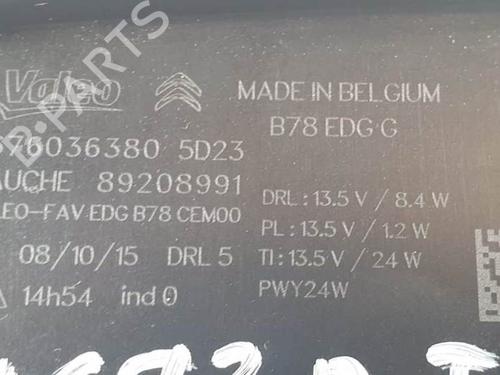 Valeo
MADE IN BELGIUM
B78 EDG G
676036380 5D23
AUCHE 89208991
LEO-FAV EDG B78 CEM00
DRL : 13.5 V / 8.4 W
PL : 13.5 V / 1.2 W
08/10/15 DRL 5
TI : 13.5 V / 24 W
14h54 ind 0
PWY24W
B-PARTS